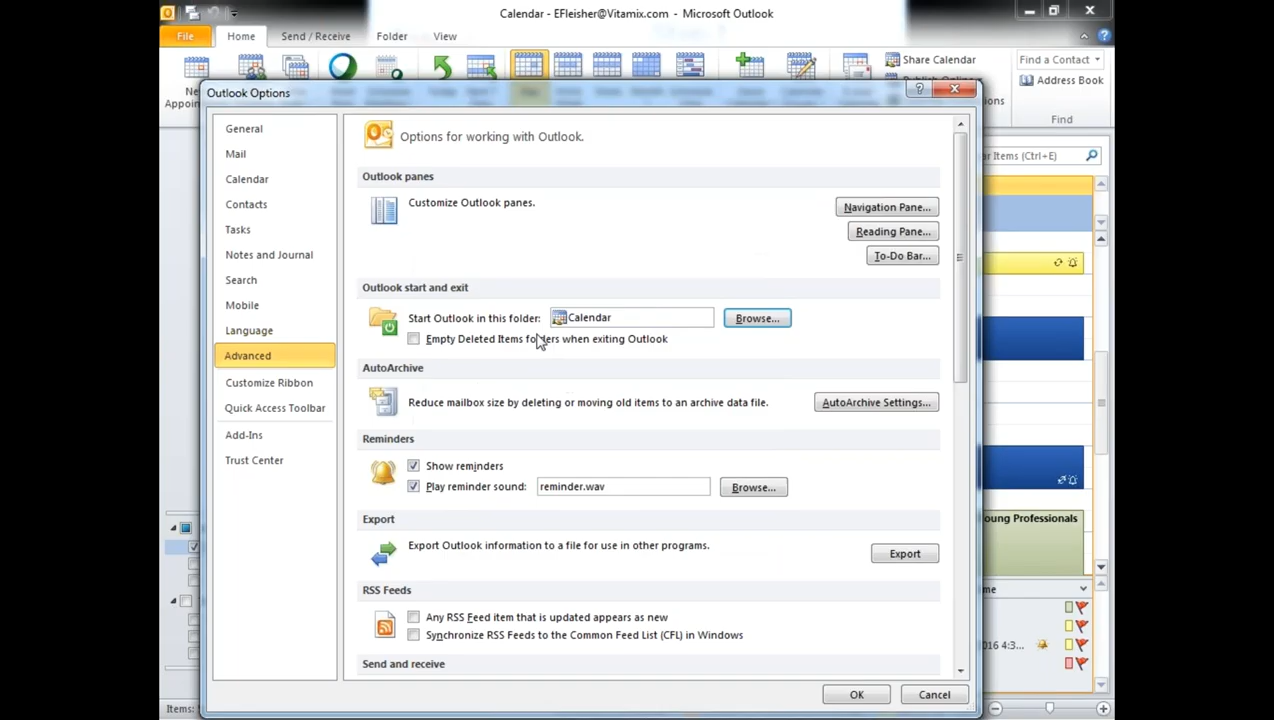 Calendar - EFleisher@Vitamix.com - Microsoft Outlook
File
Home
Send / Receive
Folder
View
Share Calendar
Find a Contact
Address Book
Find
Outlook Options
General
Mail
Calendar
Contacts
Tasks
Notes and Journal
Search
Mobile
Language
Advanced
Customize Ribbon
Quick Access Toolbar
Add-Ins
Trust Center
Options for working with Outlook.
Outlook panes
Customize Outlook panes.
Navigation Pane...
Reading Pane...
To-Do Bar...
Outlook start and exit
Start Outlook in this folder:
Calendar
Browse...
Empty Deleted Items folders when exiting Outlook
AutoArchive
Reduce mailbox size by deleting or moving old items to an archive data file.
AutoArchive Settings...
Reminders
Show reminders
Play reminder sound:
reminder.wav
Browse...
Export
Export Outlook information to a file for use in other programs.
Export
RSS Feeds
Any RSS Feed item that is updated appears as new
Synchronize RSS Feeds to the Common Feed List (CFL) in Windows
Send and receive
OK
Cancel
Items (Ctrl+E)
oung Professionals
016 4:3...
Items: